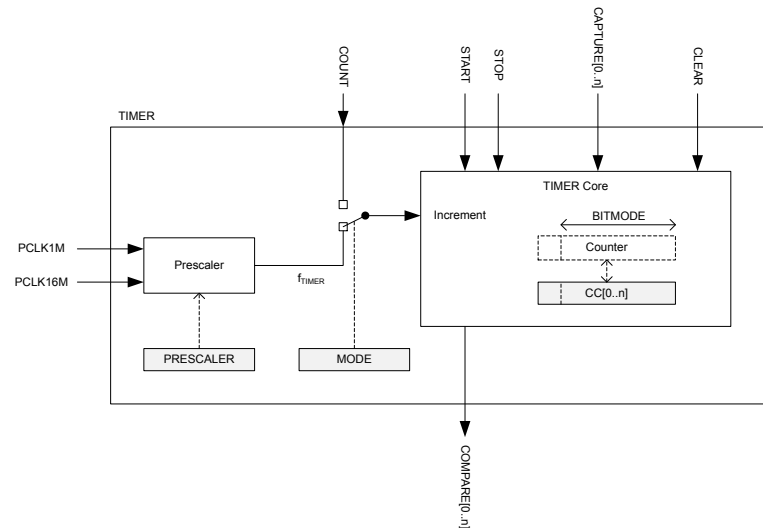 COUNT
START
STOP
CAPTURE[0..n]
CLEAR
TIMER
TIMER Core
Increment
BITMODE
Counter
CC[0..n]
PCLK1M
PCLK16M
Prescaler
fTIMER
PRESCALER
MODE
COMPARE[0..n]